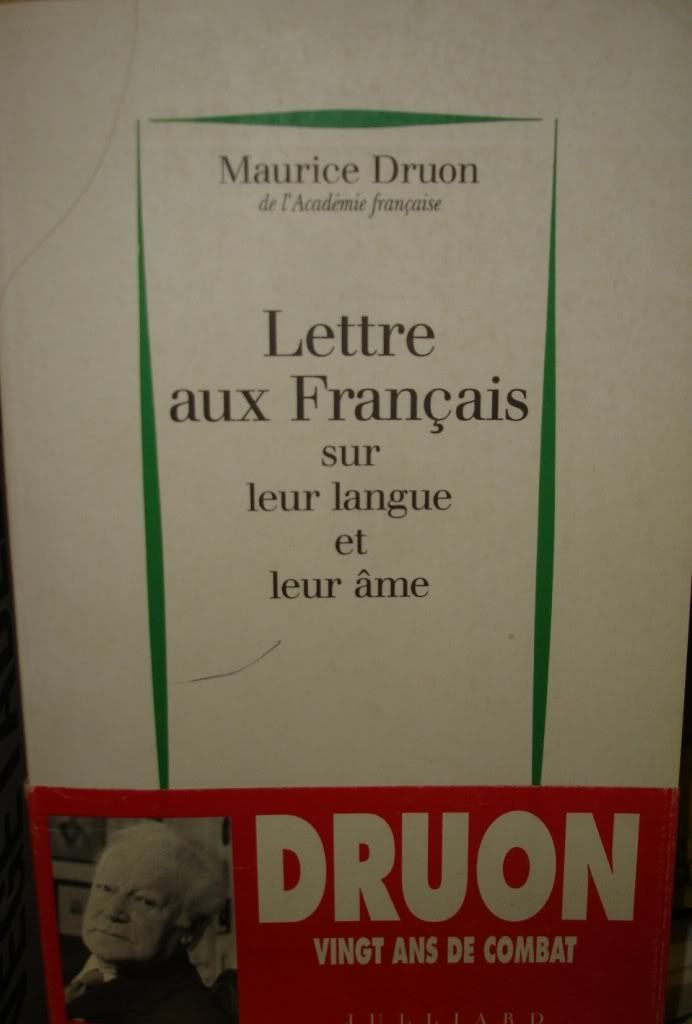 Maurice Druon
de l'Académie française
Lettre
aux Français
sur
leur langue
et
leur âme
DRUON
VINGT ANS DE COMBAT
JULLIARD